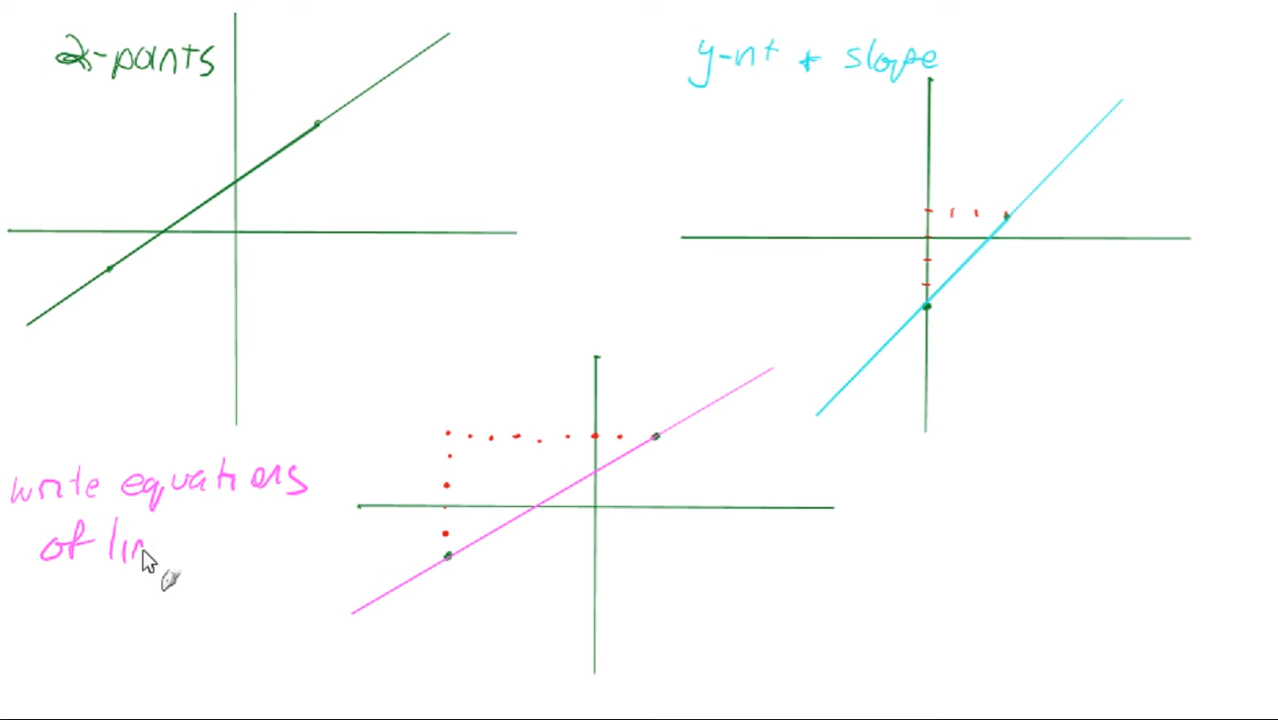 2-points
y-int + slope
write equations
of lin